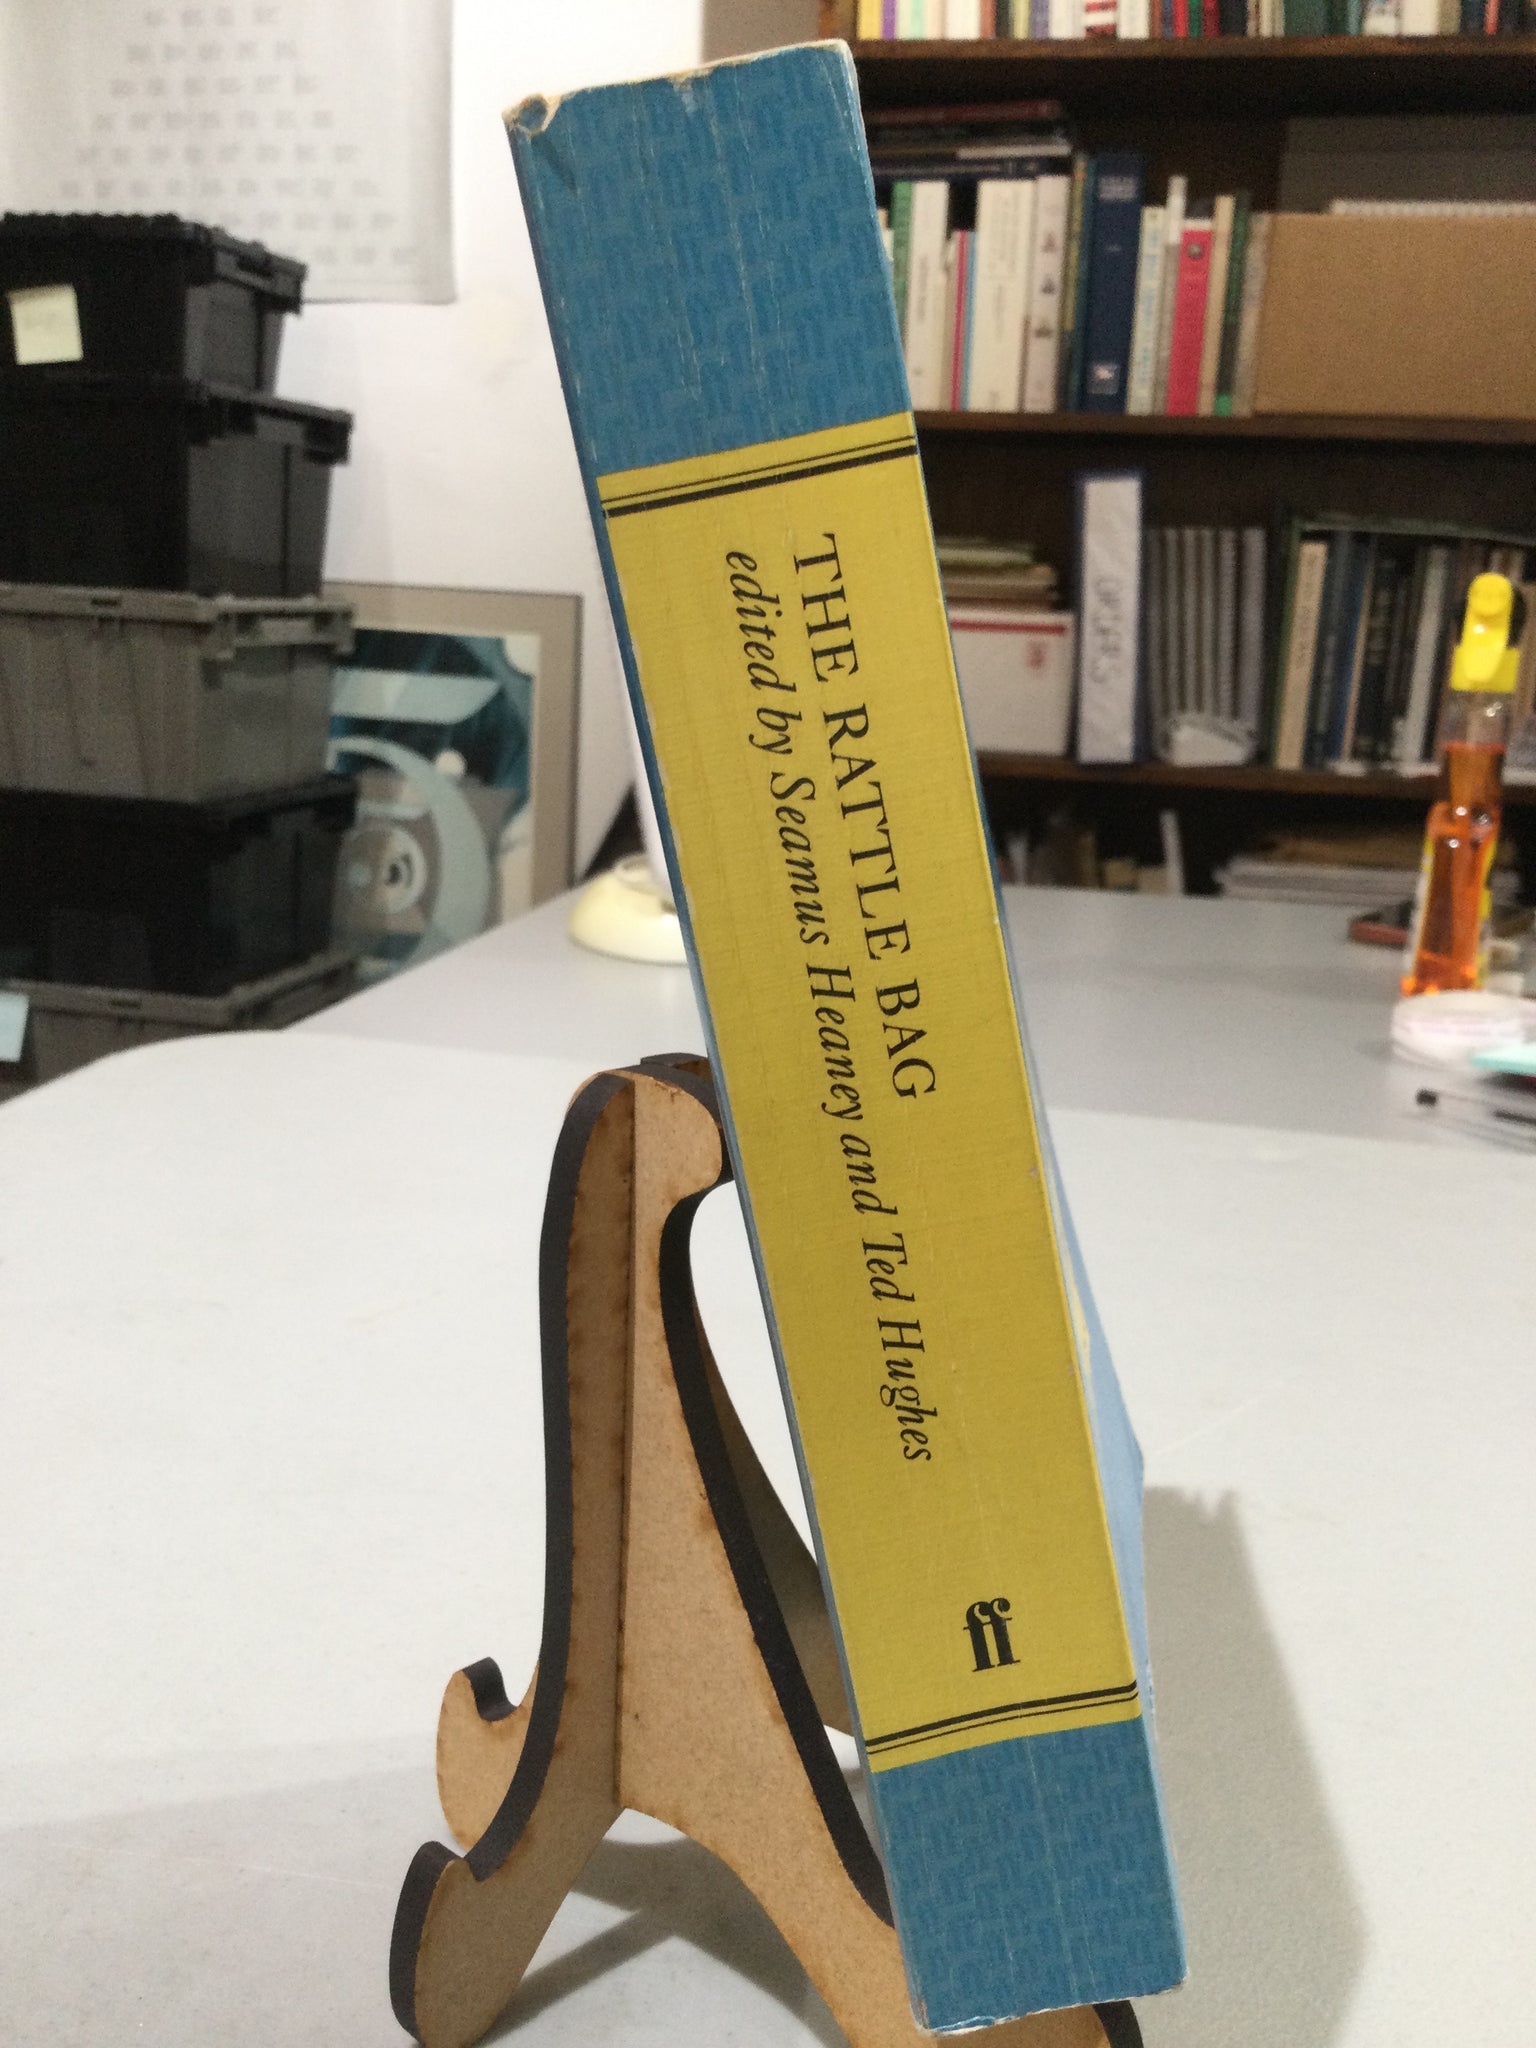 THE RATTLE BAG
edited by Seamus Heaney and Ted Hughes
ff